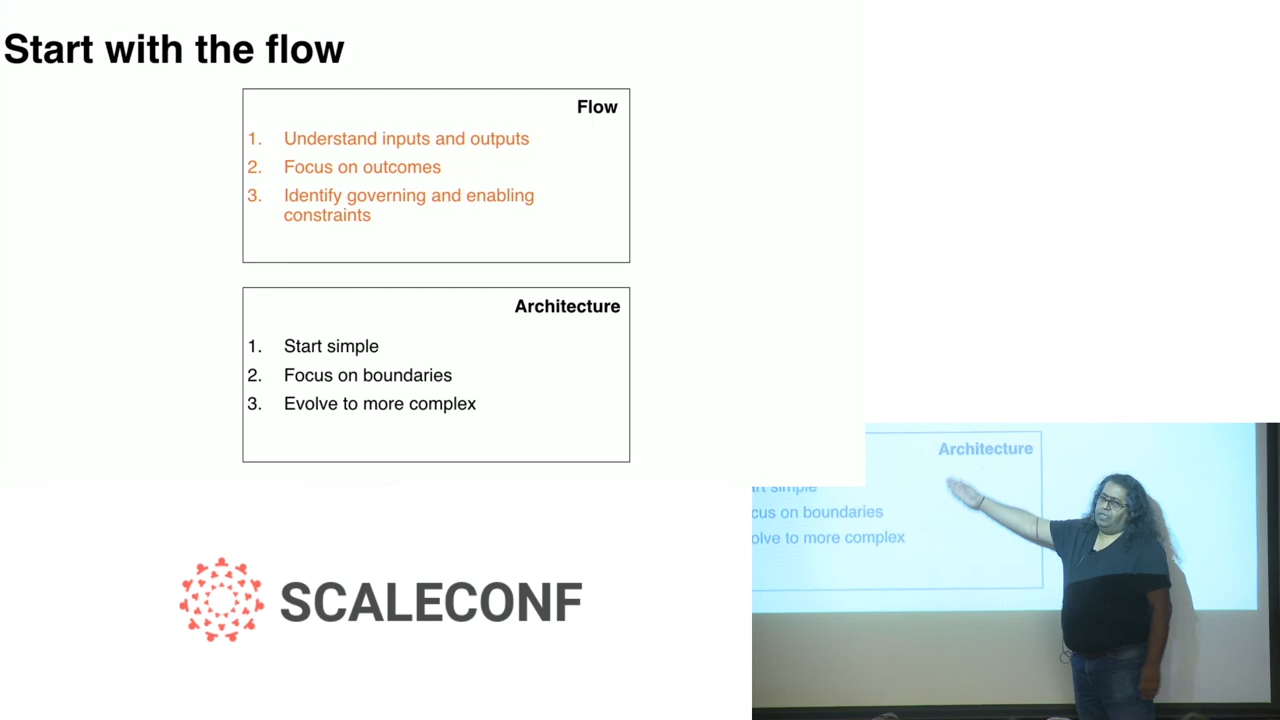 Start with the flow
Flow
1. Understand inputs and outputs
2. Focus on outcomes
3. Identify governing and enabling
constraints
Architecture
1. Start simple
2. Focus on boundaries
3. Evolve to more complex
Architecture
art simple
cus on boundaries
olve to more complex
SCALECONF